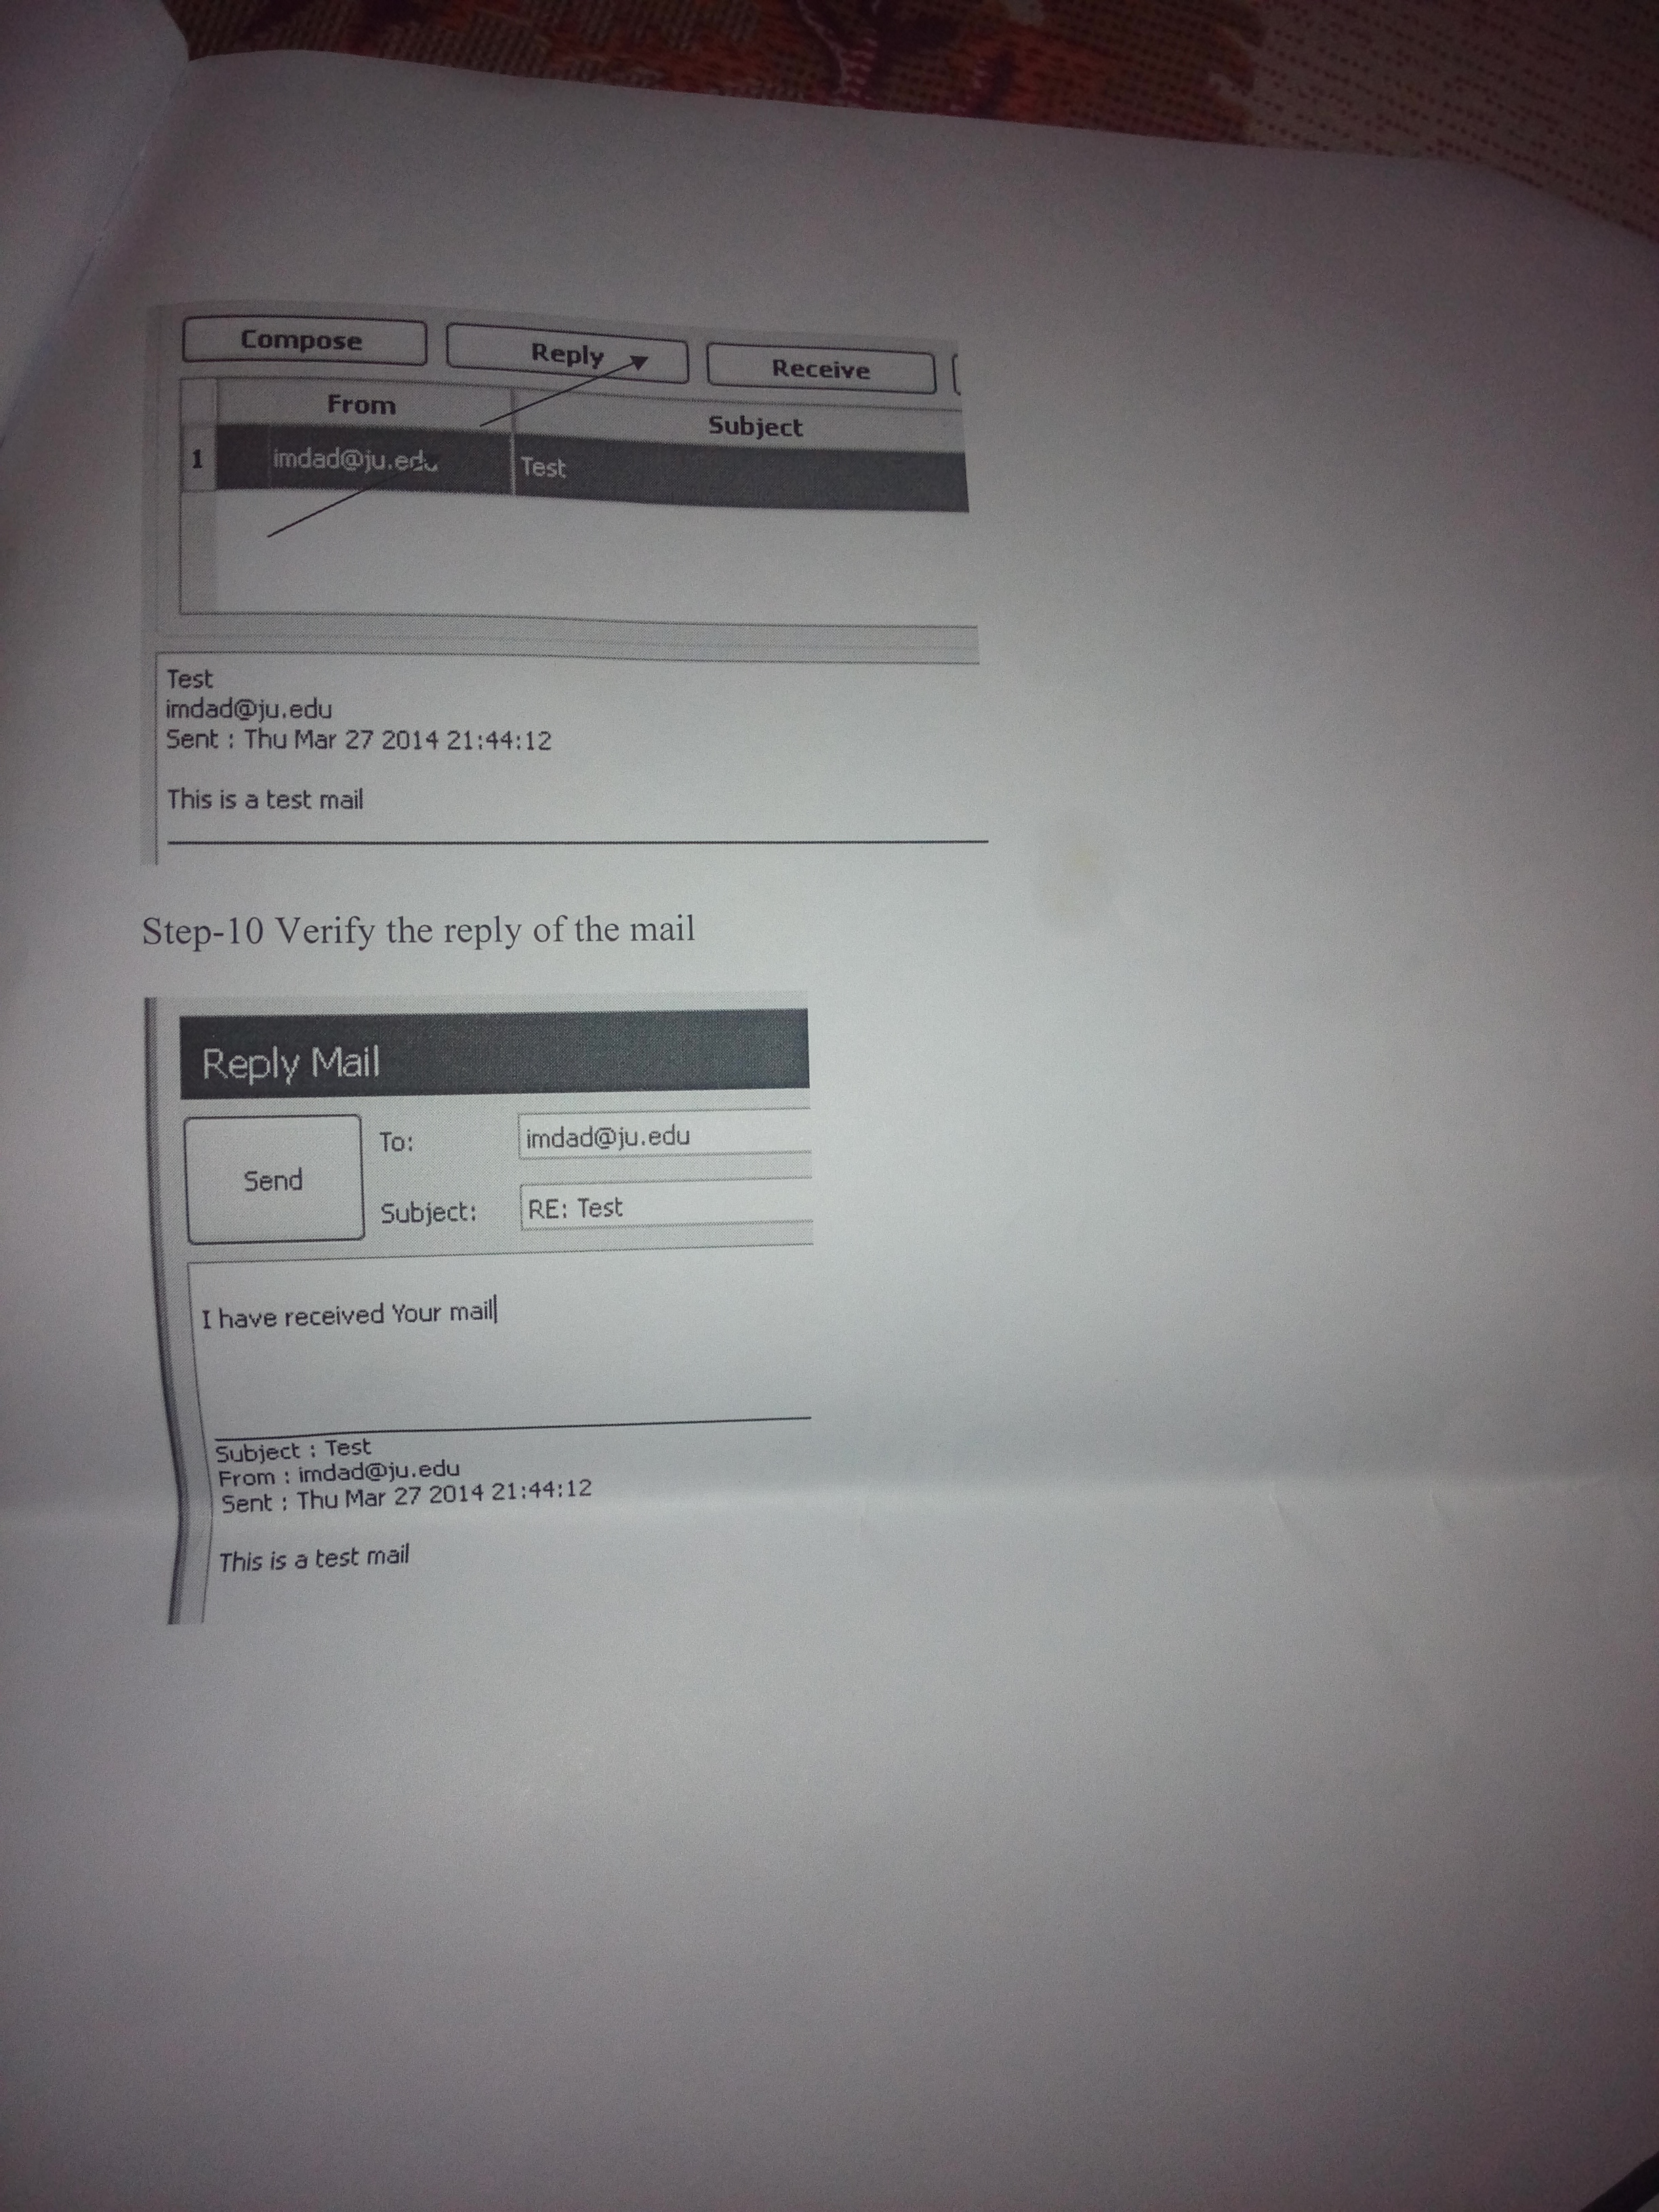 Compose Reply Receive
From Subject
1 imdad@ju.edu Test
Test
imdad@ju.edu
Sent : Thu Mar 27 2014 21:44:12
This is a test mail
Step-10 Verify the reply of the mail
Reply Mail
To: imdad@ju.edu
Send
Subject: RE: Test
I have received Your mail
Subject : Test
From : imdad@ju.edu
Sent : Thu Mar 27 2014 21:44:12
This is a test mail